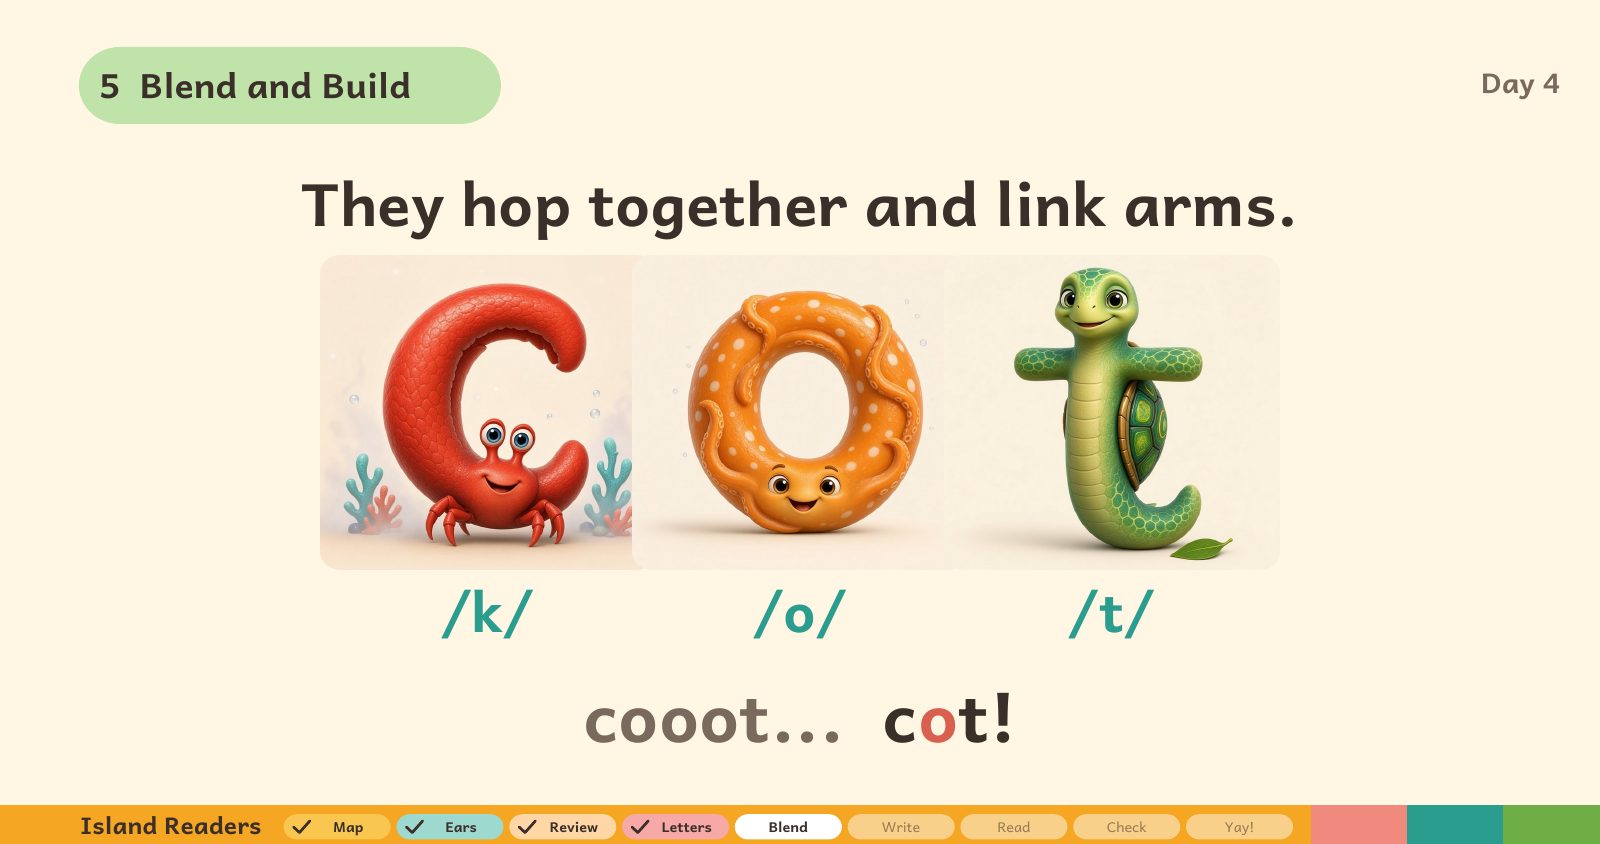 5 Blend and Build
Day 4
They hop together and link arms.
/k/ /o/ /t/
cooot... cot!
Island Readers Map Ears Review Letters Blend Write Read Check Yay!